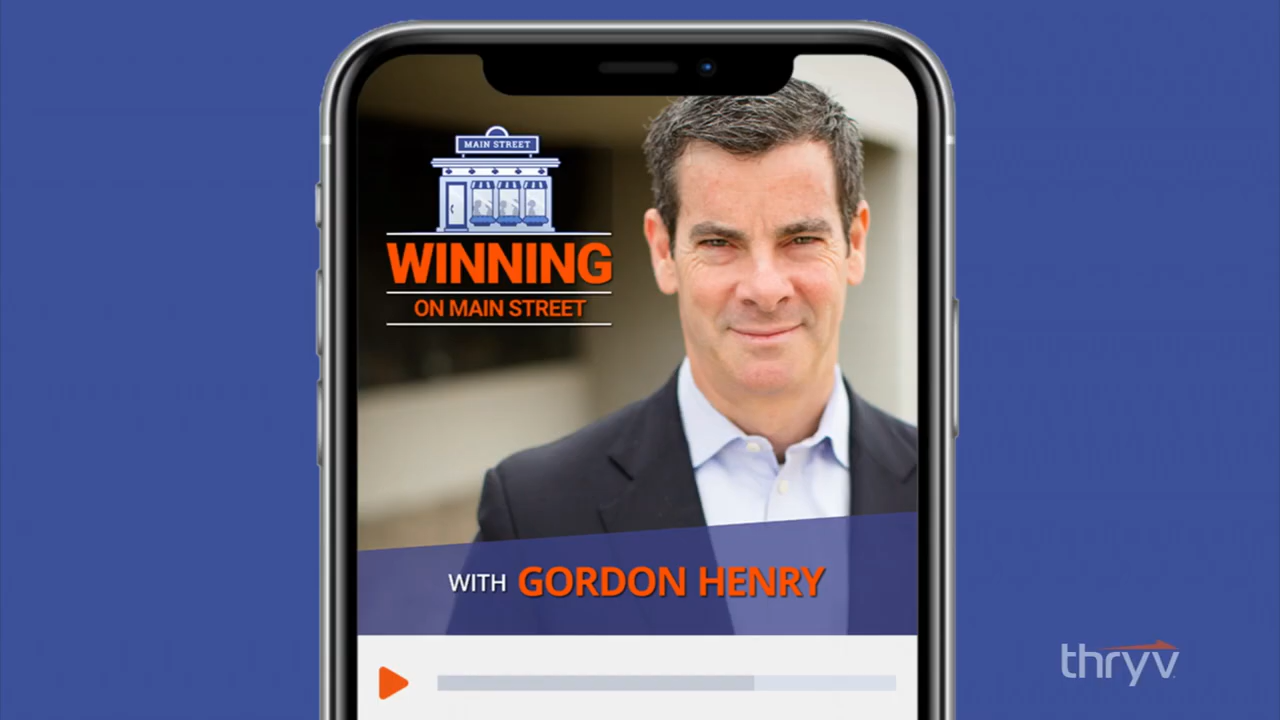 MAIN STREET
WINNING
ON MAIN STREET
WITH GORDON HENRY
thryv